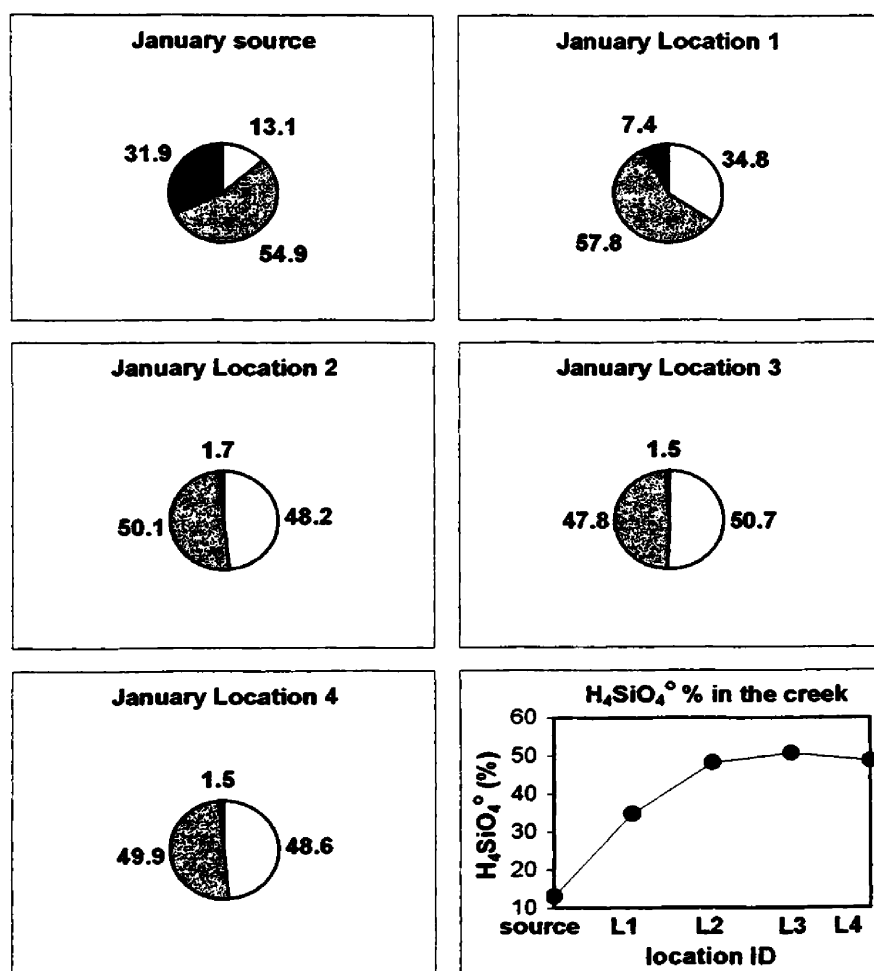 January source
31.9
13.1
54.9
January Location 1
7.4
34.8
57.8
January Location 2
1.7
50.1
48.2
January Location 3
1.5
47.8
50.7
January Location 4
1.5
49.9
48.6
H₄SiO₄° % in the creek
H₄SiO₄° (%)
60
50
40
30
20
10
source L1 L2 L3 L4
location ID